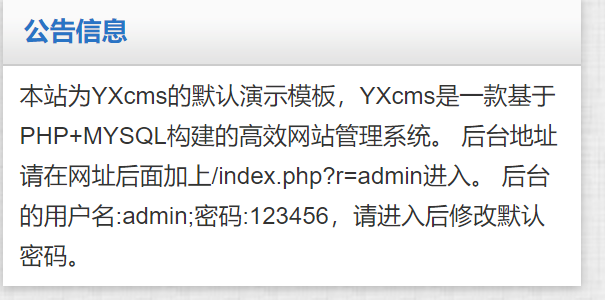 公告信息
本站为YXcms的默认演示模板，YXcms是一款基于
PHP+MYSQL构建的高效网站管理系统。 后台地址
请在网址后面加上/index.php?r=admin进入。 后台
的用户名:admin;密码:123456，请进入后修改默认
密码。